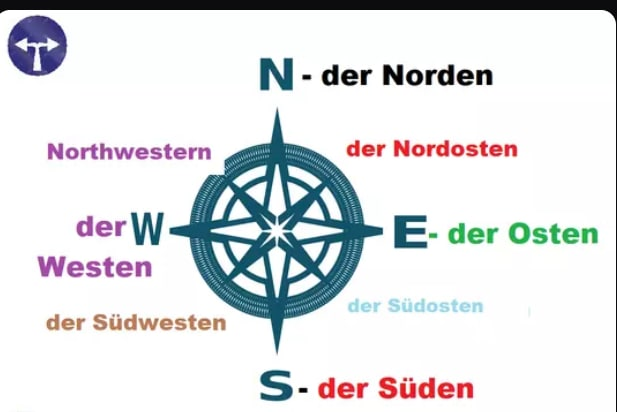 N - der Norden
Northwestern
der Nordosten
der W
Westen
E - der Osten
der Südwesten
der Südosten
S - der Süden